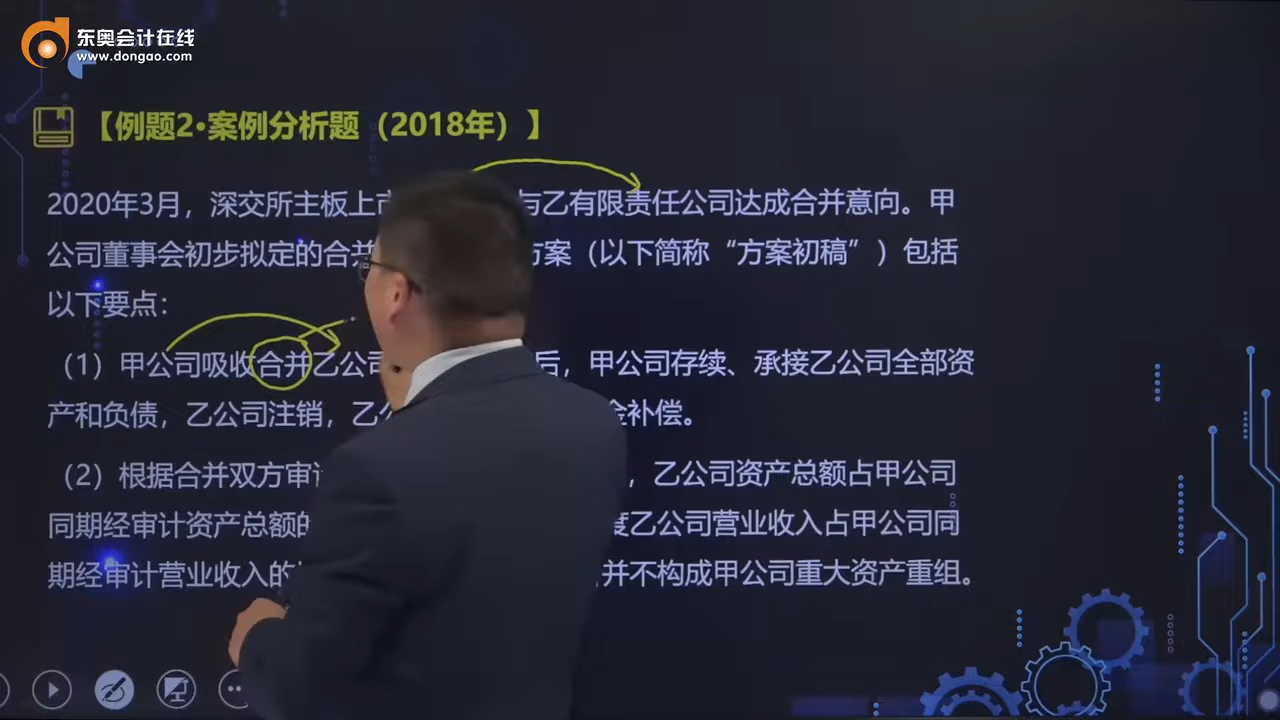 东奥会计在线
www.dongao.com
【例题2·案例分析题（2018年）】
2020年3月，深交所主板上 与乙有限责任公司达成合并意向。甲
公司董事会初步拟定的合并 方案（以下简称“方案初稿”）包括
以下要点：
（1）甲公司吸收合并乙公司 后，甲公司存续、承接乙公司全部资
产和负债，乙公司注销，乙 金补偿。
（2）根据合并双方审计 ，乙公司资产总额占甲公司
同期经审计资产总额的 度乙公司营业收入占甲公司同
期经审计营业收入的 并不构成甲公司重大资产重组。